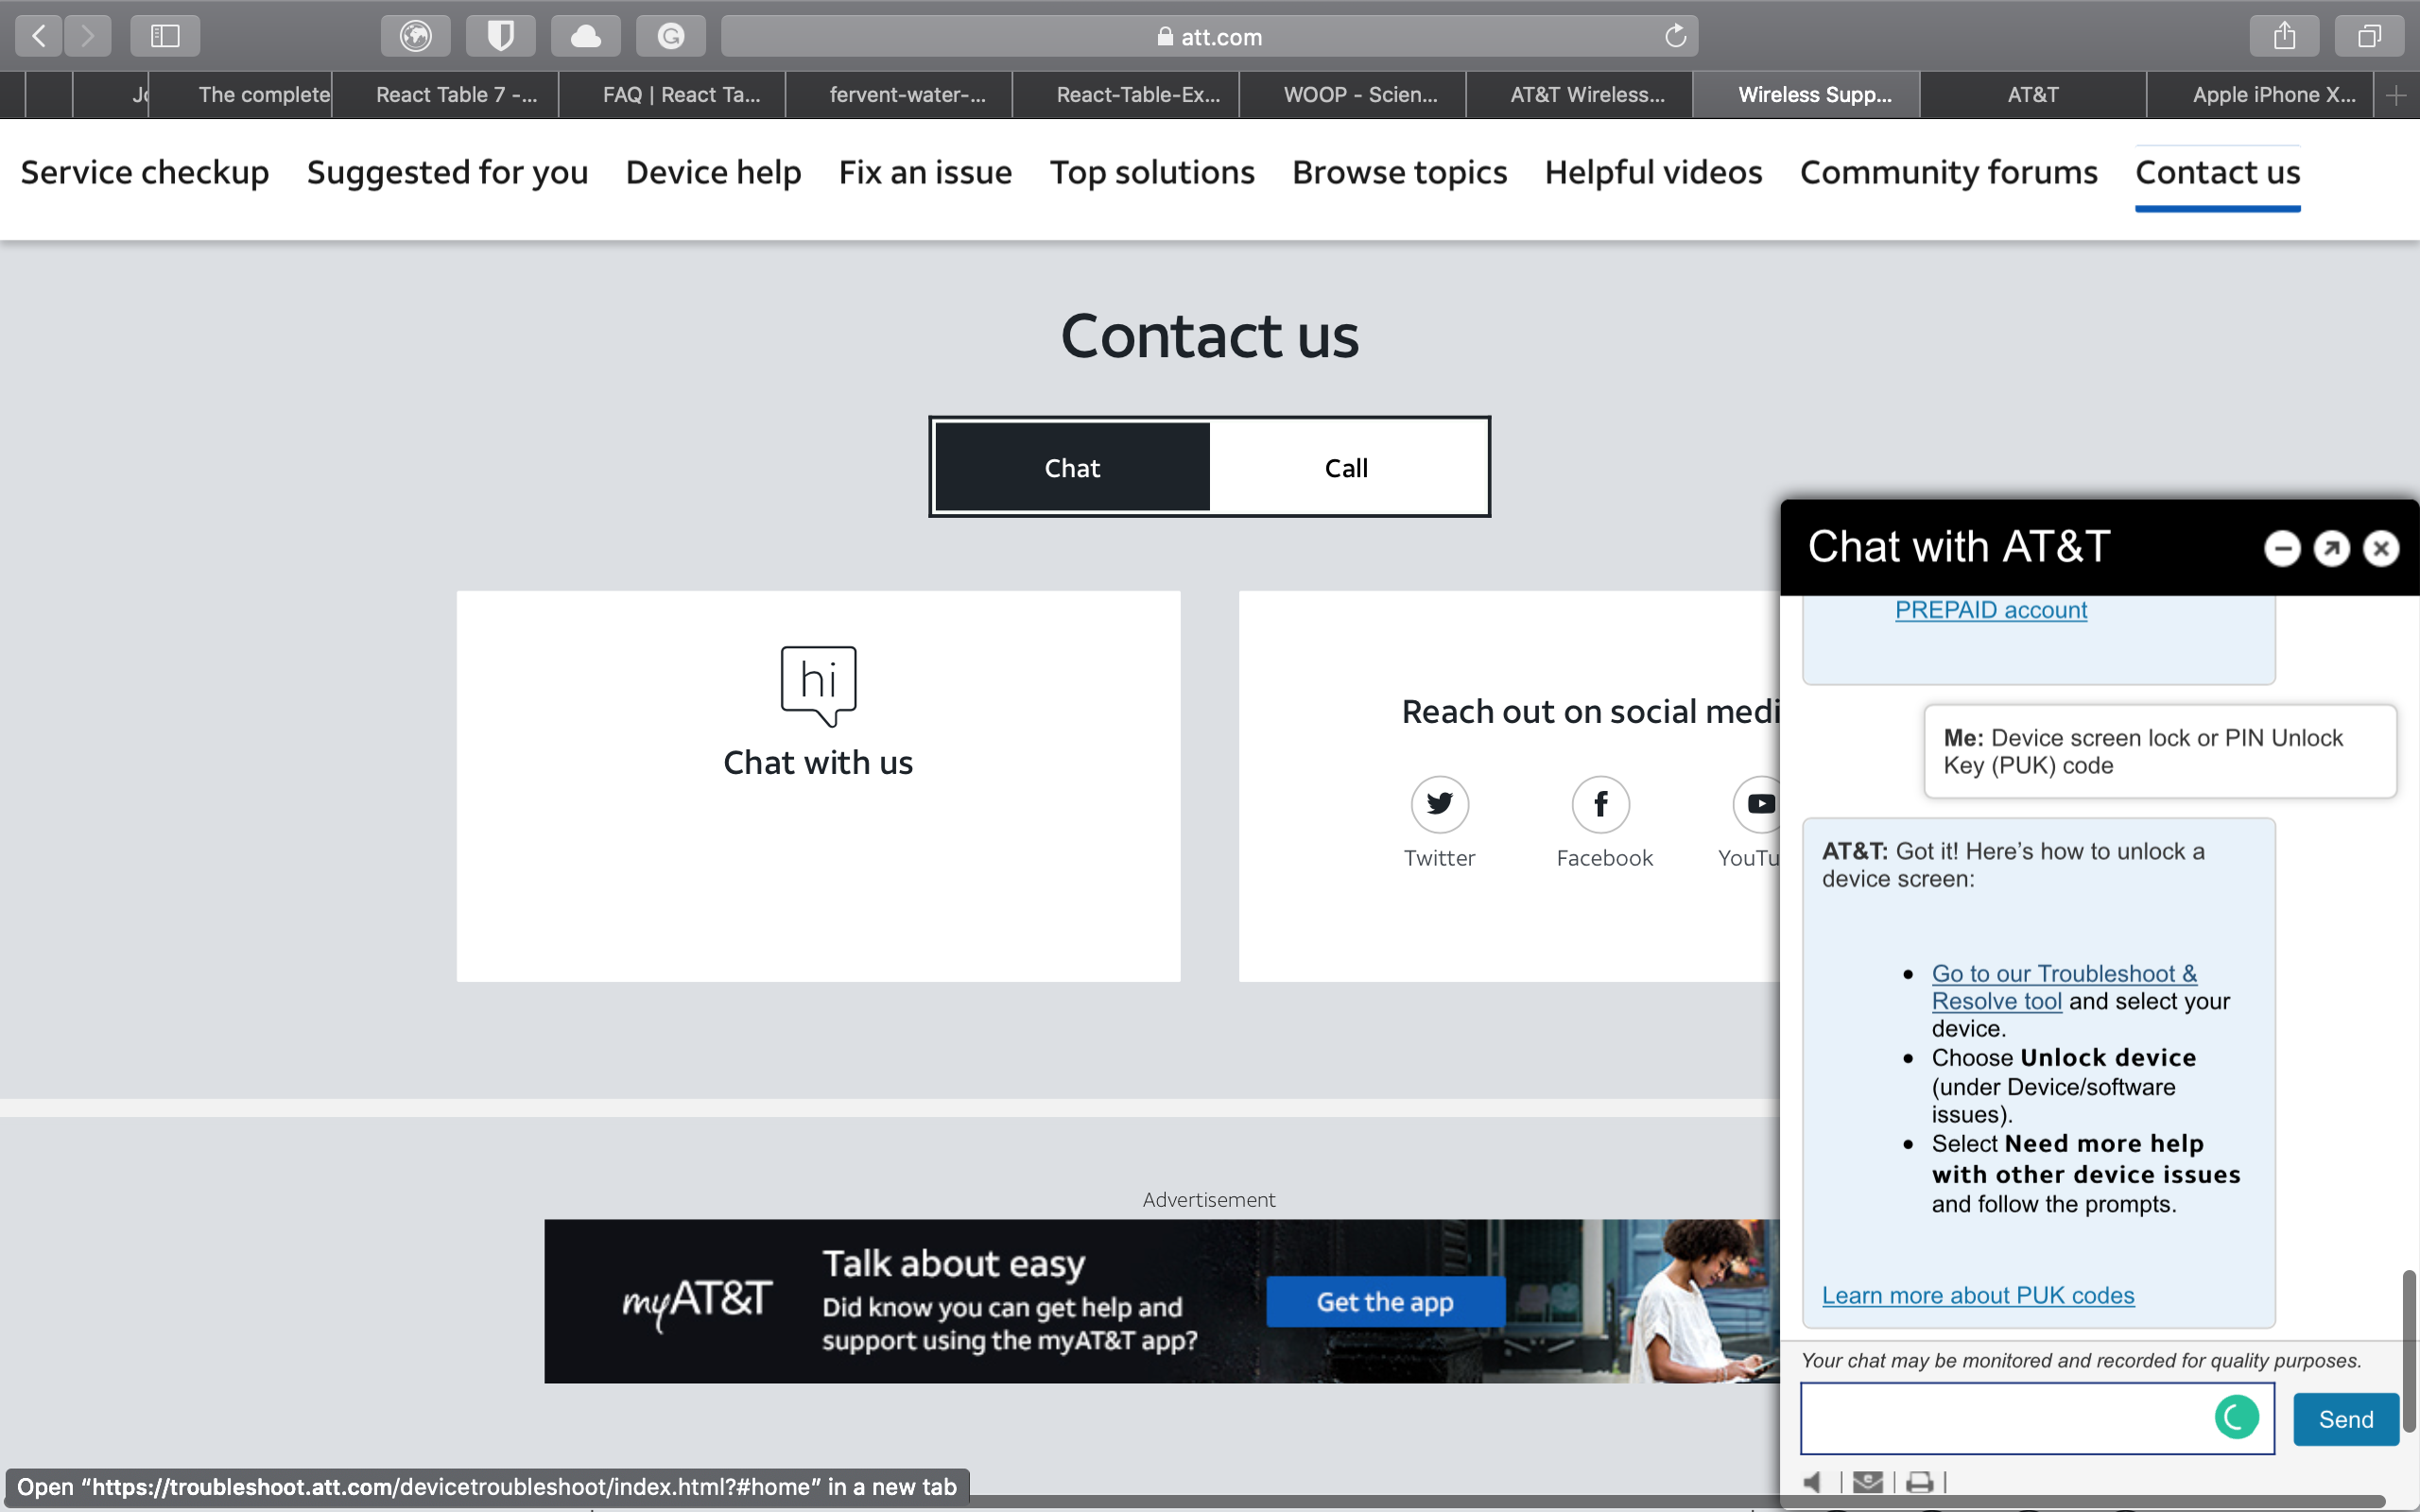 att.com
The complete
React Table 7 -...
FAQ | React Ta...
fervent-water-...
React-Table-Ex...
WOOP - Scien...
AT&T Wireless...
Wireless Supp...
AT&T
Apple iPhone X...
Service checkup
Suggested for you
Device help
Fix an issue
Top solutions
Browse topics
Helpful videos
Community forums
Contact us
Contact us
Chat
Call
hi
Chat with us
Reach out on social medi
Twitter
Facebook
YouTu
Advertisement
myAT&T
Talk about easy
Did know you can get help and
support using the myAT&T app?
Get the app
Chat with AT&T
PREPAID account
Me: Device screen lock or PIN Unlock
Key (PUK) code
AT&T: Got it! Here’s how to unlock a
device screen:
• Go to our Troubleshoot &
Resolve tool and select your
device.
• Choose Unlock device
(under Device/software
issues).
• Select Need more help
with other device issues
and follow the prompts.
Learn more about PUK codes
Your chat may be monitored and recorded for quality purposes.
Send
Open “https://troubleshoot.att.com/devicetroubleshoot/index.html?#home” in a new tab